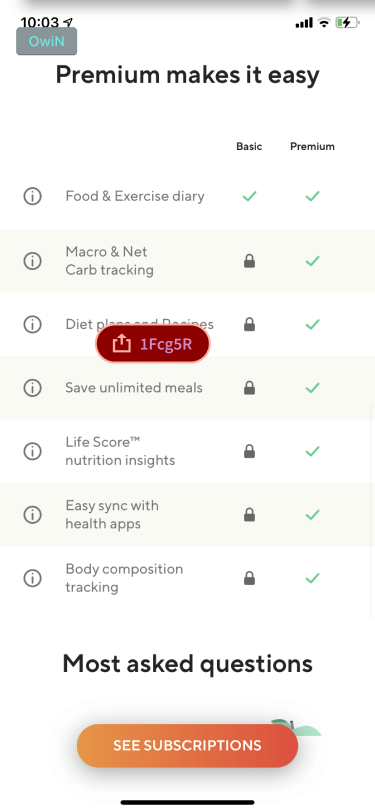 10:03
OwiN
Premium makes it easy
Basic Premium
Food & Exercise diary
Macro & Net
Carb tracking
Diet plans and Recipes
1Fcg5R
Save unlimited meals
Life Score™
nutrition insights
Easy sync with
health apps
Body composition
tracking
Most asked questions
SEE SUBSCRIPTIONS